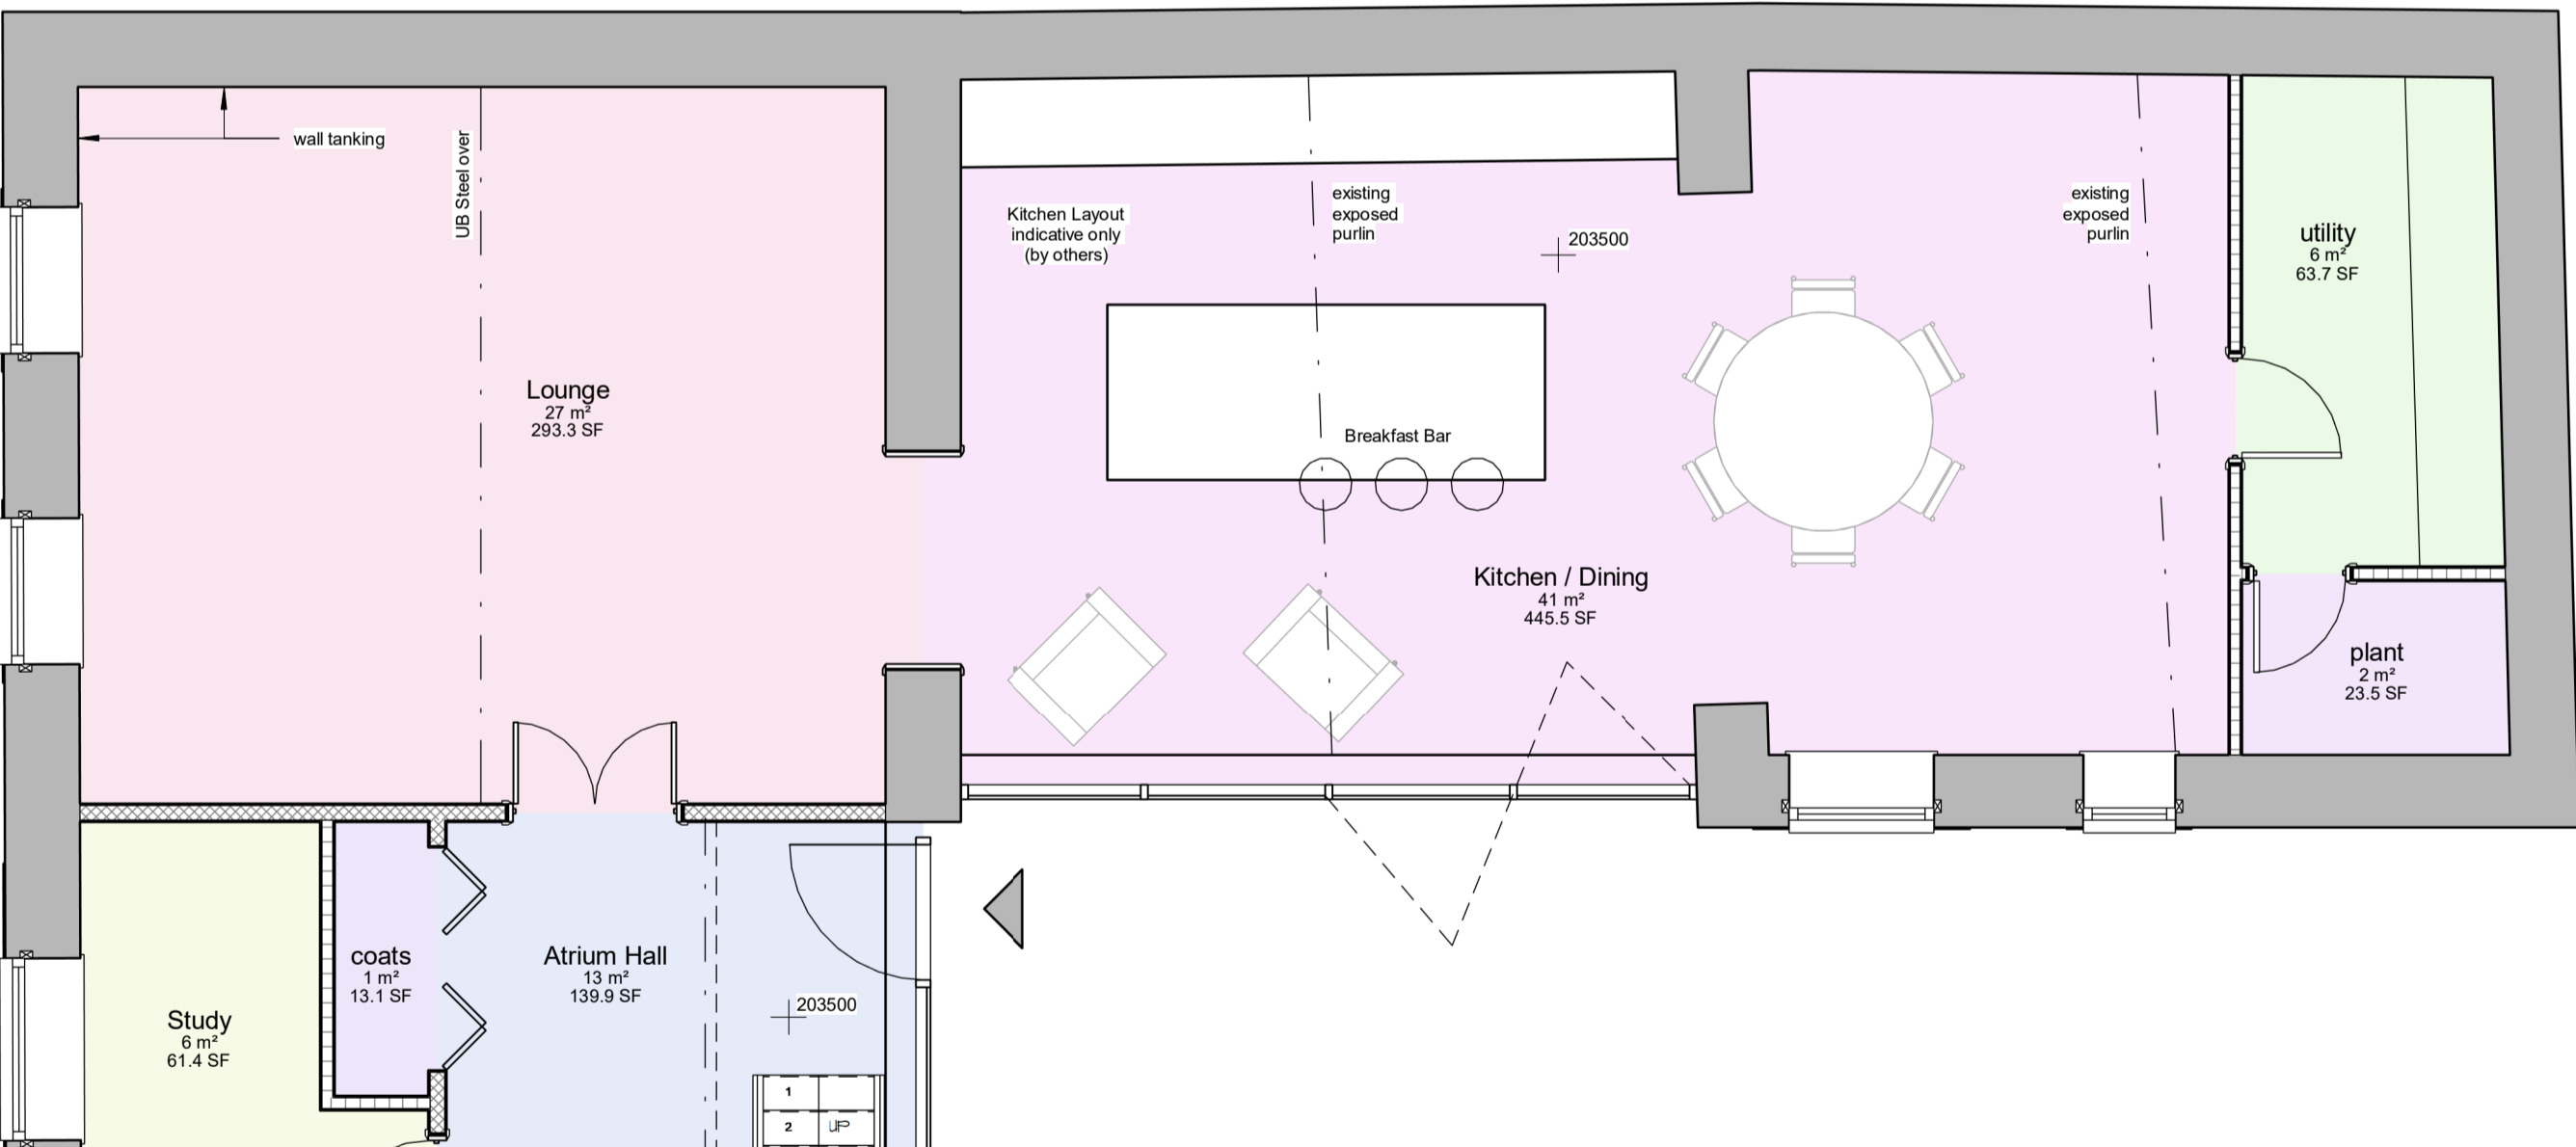 wall tanking
UB Steel over
Lounge
27 m²
293.3 SF
Kitchen Layout
indicative only
(by others)
existing
exposed
purlin
203500
existing
exposed
purlin
utility
6 m²
63.7 SF
Breakfast Bar
Kitchen / Dining
41 m²
445.5 SF
plant
2 m²
23.5 SF
coats
1 m²
13.1 SF
Atrium Hall
13 m²
139.9 SF
203500
Study
6 m²
61.4 SF
1
2 UP